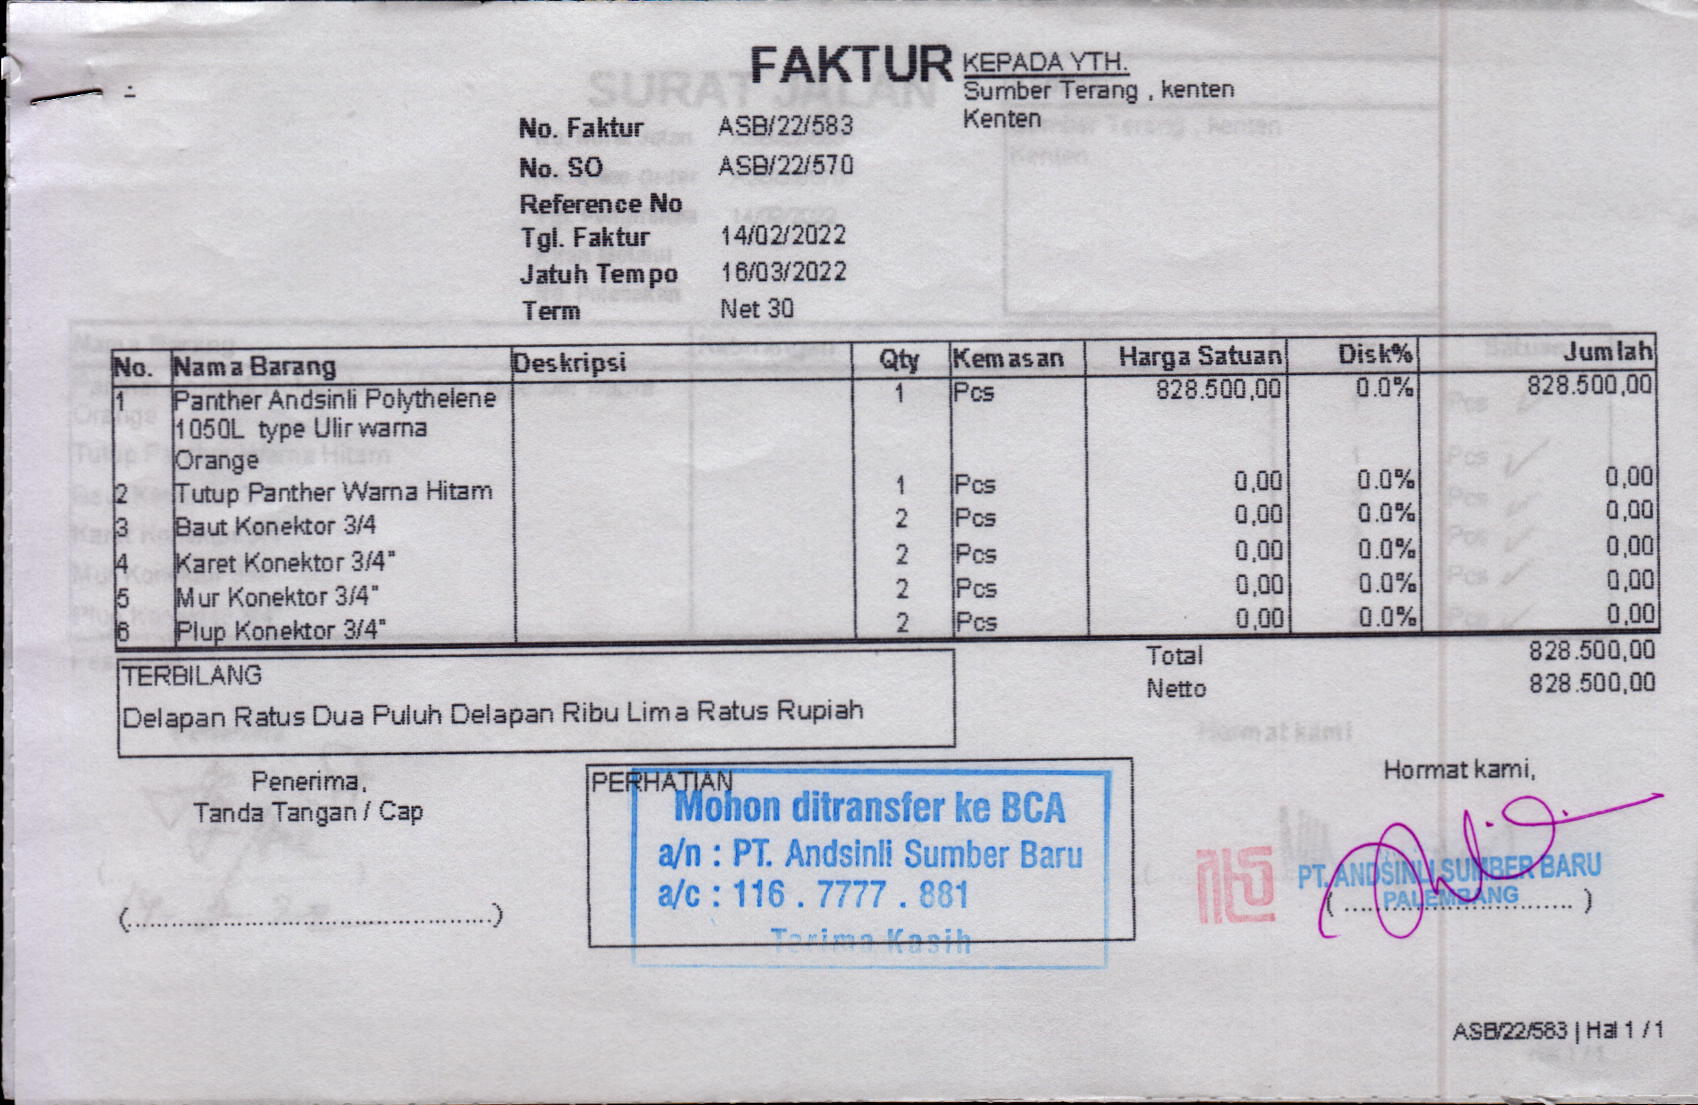 FAKTUR
KEPADA YTH.
Sumber Terang , kenten
Kenten
No. Faktur ASB/22/583
No. SO ASB/22/570
Reference No
Tgl. Faktur 14/02/2022
Jatuh Tempo 16/03/2022
Term Net 30
No. Nama Barang Deskripsi Qty Kemasan Harga Satuan Disk% Jumlah
1 Panther Andsinli Polythelene 1 Pcs 828.500,00 0.0% 828.500,00
1050L type Ulir warna
Orange
2 Tutup Panther Warna Hitam 1 Pcs 0,00 0.0% 0,00
3 Baut Konektor 3/4 2 Pcs 0,00 0.0% 0,00
4 Karet Konektor 3/4" 2 Pcs 0,00 0.0% 0,00
5 Mur Konektor 3/4" 2 Pcs 0,00 0.0% 0,00
6 Plup Konektor 3/4" 2 Pcs 0,00 0.0% 0,00
Total 828.500,00
Netto 828.500,00
TERBILANG
Delapan Ratus Dua Puluh Delapan Ribu Lima Ratus Rupiah
Penerima,
Tanda Tangan / Cap
(......................................)
PERHATIAN
Mohon ditransfer ke BCA
a/n : PT. Andsinli Sumber Baru
a/c : 116 . 7777 . 881
Terima Kasih
Hormat kami,
PT. ANDSINLI SUMBER BARU
PALEMBANG
(..........................)
ASB/22/583 | Hal 1 / 1